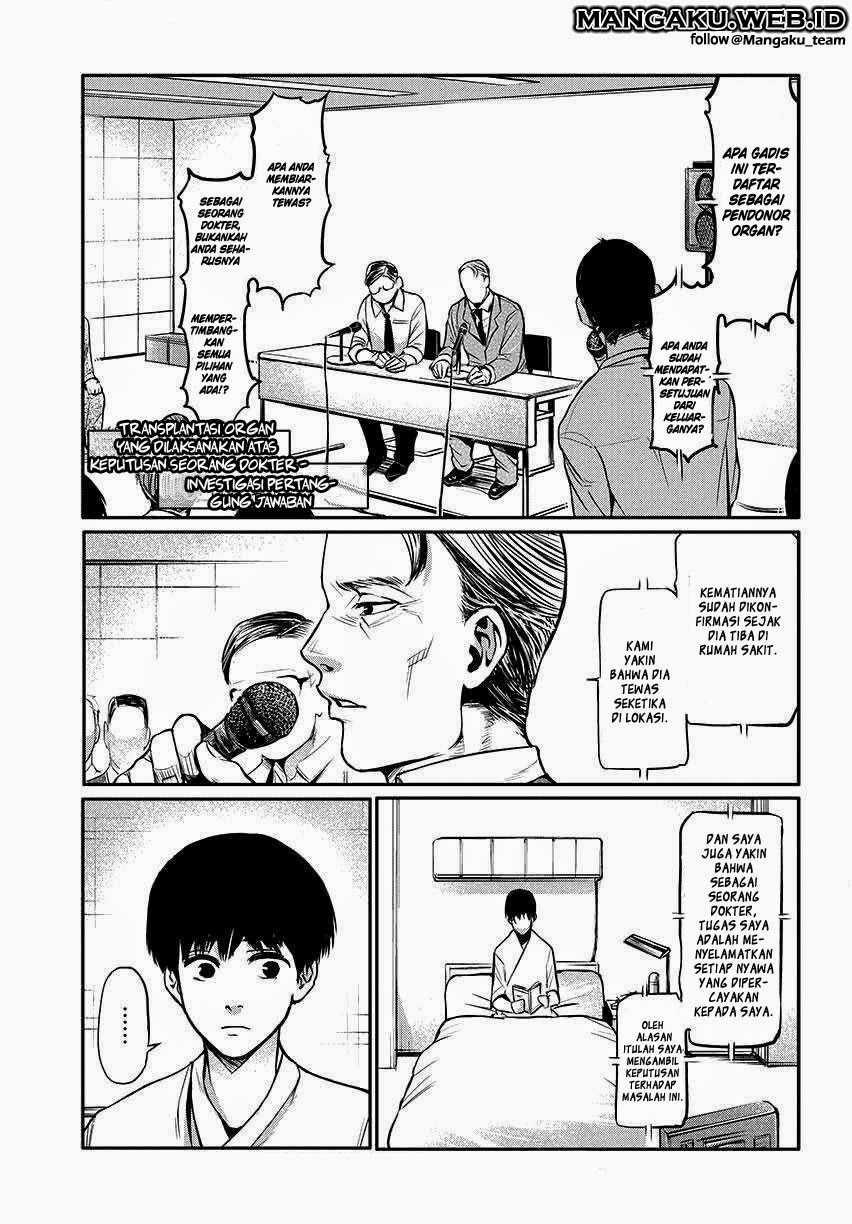 MANGAKU.WEB.ID
follow @Mangaku_team
APA GADIS
INI TER-
DAFTAR
SEBAGAI
PENDONOR
ORGAN?
APA ANDA
SUDAH
MENDAPAT-
KAN PER-
SETUJUAN
DARI
KELUAR-
GANYA?
APA ANDA
MEMBIAR-
KANNYA
TEWAS?
SEBAGAI
SEORANG
DOKTER,
BUKANKAH
ANDA SEHA-
RUSNYA
MEMPER-
TIMBANG-
KAN
SEMUA
PILIHAN
YANG
ADA!?
TRANSPLANTASI ORGAN
YANG DILAKSANAKAN ATAS
KEPUTUSAN SEORANG DOKTER -
INVESTIGASI PERTANG-
GUNG JAWABAN
KEMATIANNYA
SUDAH DIKON-
FIRMASI SEJAK
DIA TIBA DI
RUMAH SAKIT.
KAMI
YAKIN
BAHWA DIA
TEWAS
SEKETIKA
DI LOKASI.
DAN SAYA
JUGA YAKIN
BAHWA
SEBAGAI
SEORANG
DOKTER,
TUGAS SAYA
ADALAH ME-
NYELAMATKAN
SETIAP NYAWA
YANG DIPER-
CAYAKAN
KEPADA SAYA.
OLEH
ALASAN
ITULAH SAYA
MENGAMBIL
KEPUTUSAN
TERHADAP
MASALAH INI.
......